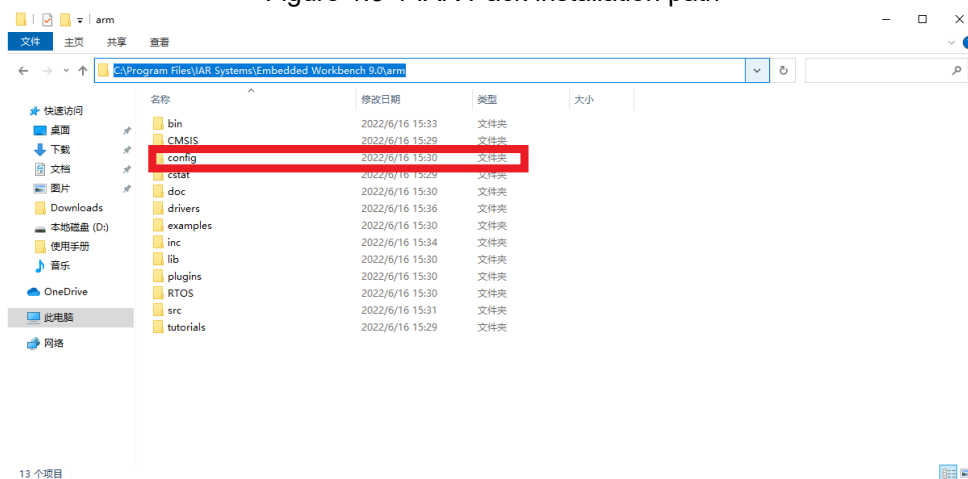 arm
文件 主页 共享 查看
C:\Program Files\IAR Systems\Embedded Workbench 9.0\arm
名称 修改日期 类型 大小
快速访问
桌面
下载
文档
图片
Downloads
本地磁盘 (D:)
使用手册
音乐
OneDrive
此电脑
网络
bin 2022/6/16 15:33 文件夹
CMSIS 2022/6/16 15:29 文件夹
config 2022/6/16 15:30 文件夹
cstat 2022/6/16 15:29 文件夹
doc 2022/6/16 15:30 文件夹
drivers 2022/6/16 15:36 文件夹
examples 2022/6/16 15:30 文件夹
inc 2022/6/16 15:34 文件夹
lib 2022/6/16 15:30 文件夹
plugins 2022/6/16 15:30 文件夹
RTOS 2022/6/16 15:30 文件夹
src 2022/6/16 15:31 文件夹
tutorials 2022/6/16 15:29 文件夹
13 个项目